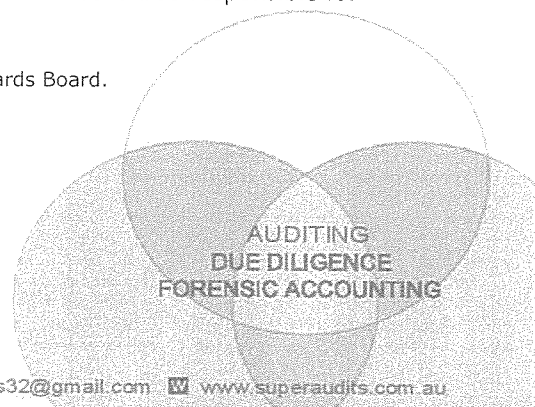 ards Board.
AUDITING
DUE DILIGENCE
FORENSIC ACCOUNTING
s32@gmail.com W www.superaudits.com.au